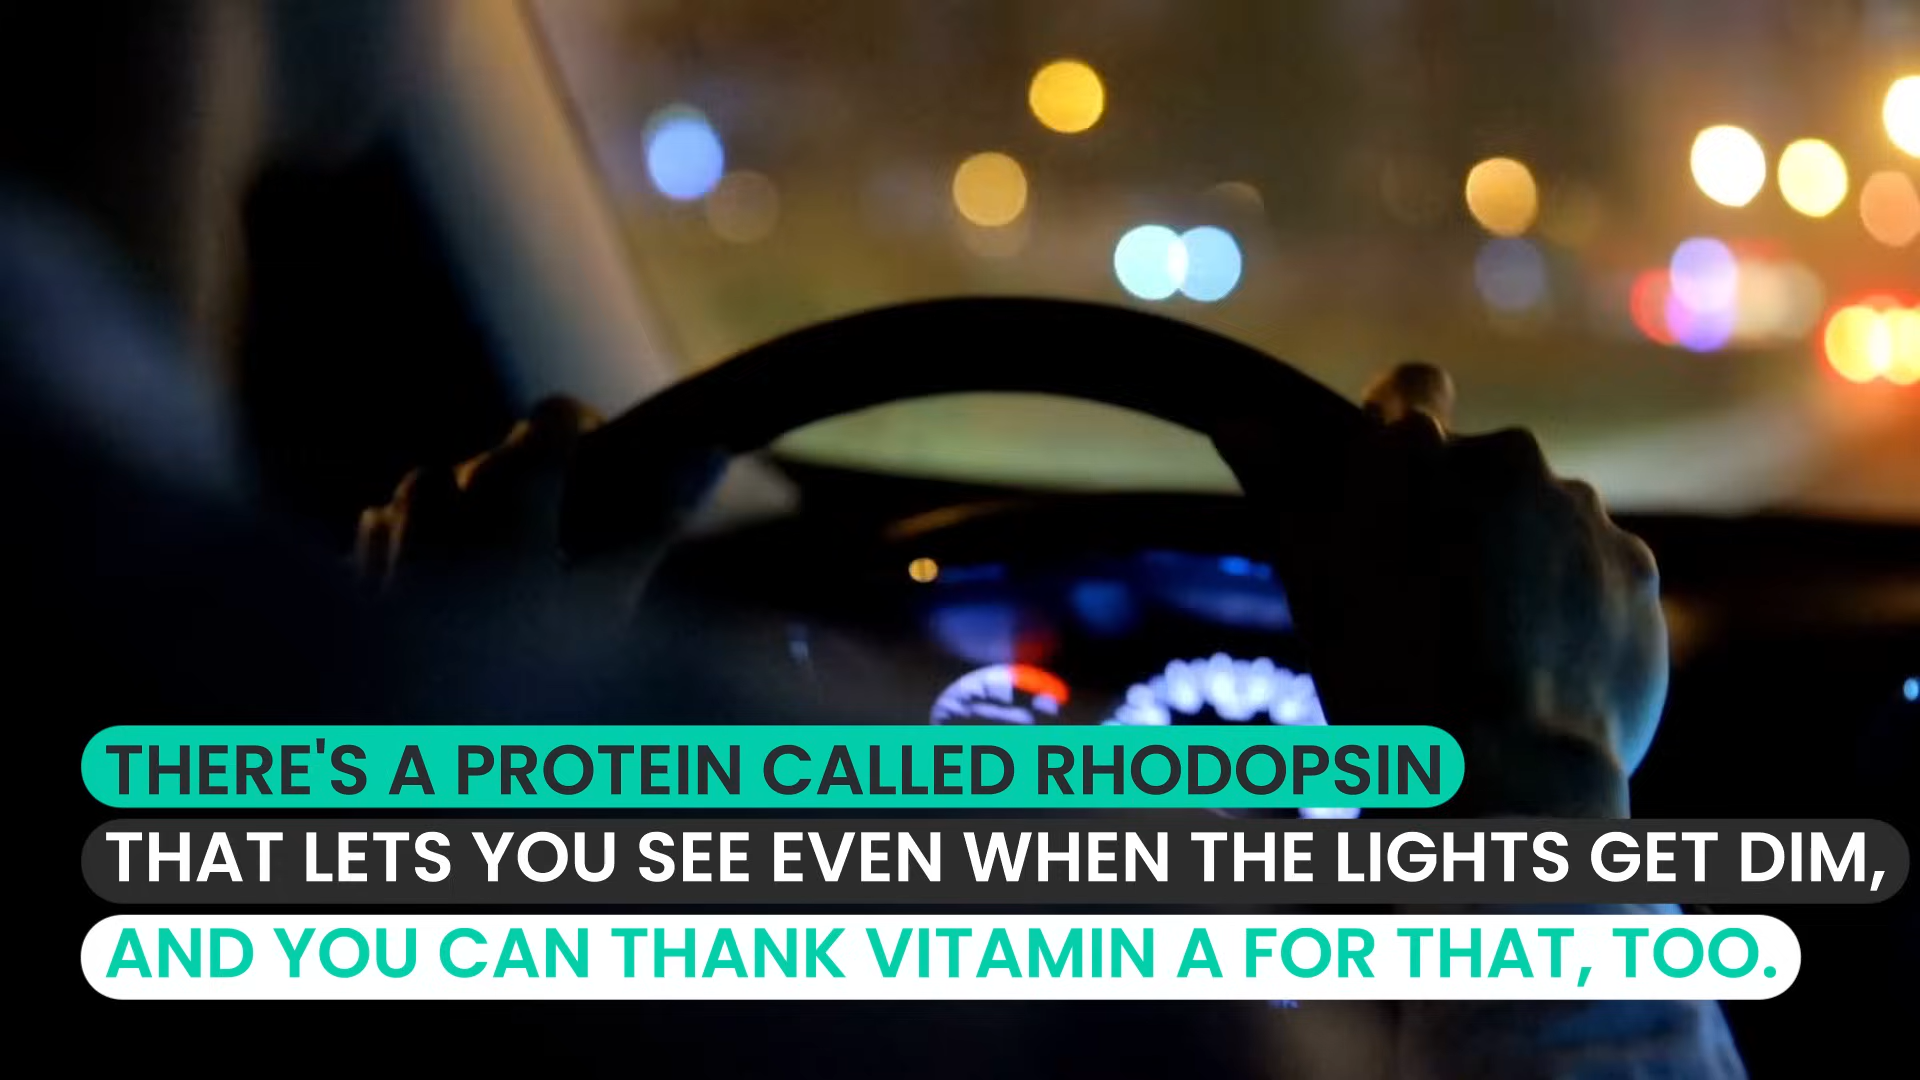 THERE'S A PROTEIN CALLED RHODOPSIN
THAT LETS YOU SEE EVEN WHEN THE LIGHTS GET DIM,
AND YOU CAN THANK VITAMIN A FOR THAT, TOO.